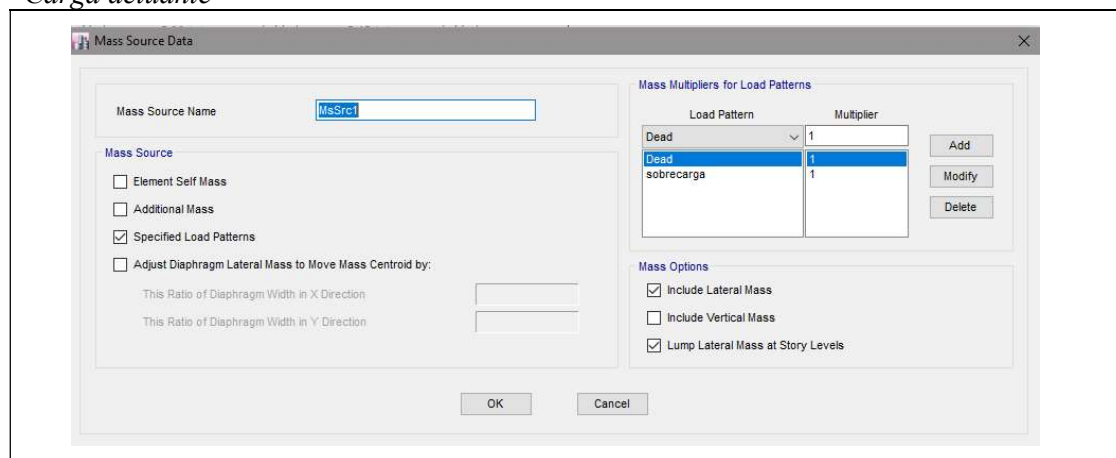 Carga actuante
Mass Source Data
Mass Source Name
MsSrc1
Mass Source
Element Self Mass
Additional Mass
Specified Load Patterns
Adjust Diaphragm Lateral Mass to Move Mass Centroid by:
This Ratio of Diaphragm Width in X Direction
This Ratio of Diaphragm Width in Y Direction
Mass Multipliers for Load Patterns
Load Pattern Multiplier
Dead 1
Dead 1
sobrecarga 1
Add
Modify
Delete
Mass Options
Include Lateral Mass
Include Vertical Mass
Lump Lateral Mass at Story Levels
OK Cancel